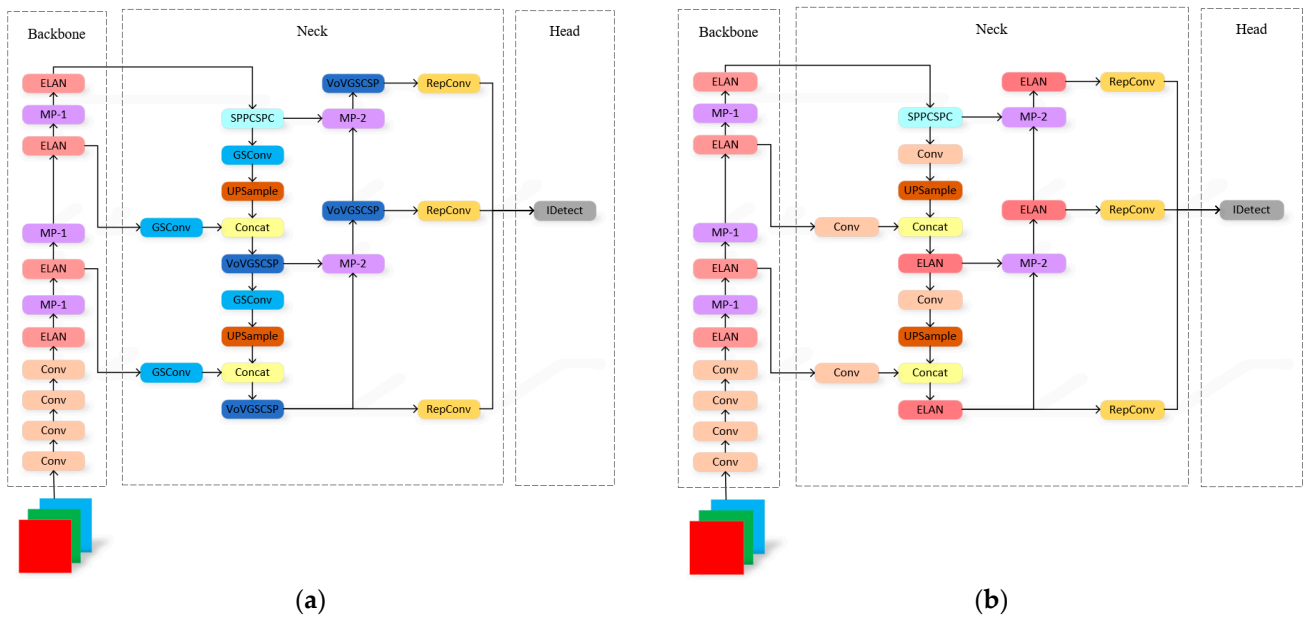 Backbone
Neck
Head
ELAN
VoVGSCSP
RepConv
MP-1
SPPCSPC
MP-2
ELAN
GSConv
UPSample
VoVGSCSP
RepConv
IDetect
MP-1
GSConv
Concat
ELAN
VoVGSCSP
MP-2
MP-1
GSConv
ELAN
UPSample
Conv
GSConv
Concat
Conv
VoVGSCSP
RepConv
Conv
Conv
(a)
Backbone
Neck
Head
ELAN
ELAN
RepConv
MP-1
SPPCSPC
MP-2
ELAN
Conv
UPSample
ELAN
RepConv
IDetect
MP-1
Conv
Concat
ELAN
ELAN
MP-2
MP-1
Conv
ELAN
UPSample
Conv
Conv
Concat
Conv
ELAN
RepConv
Conv
Conv
(b)